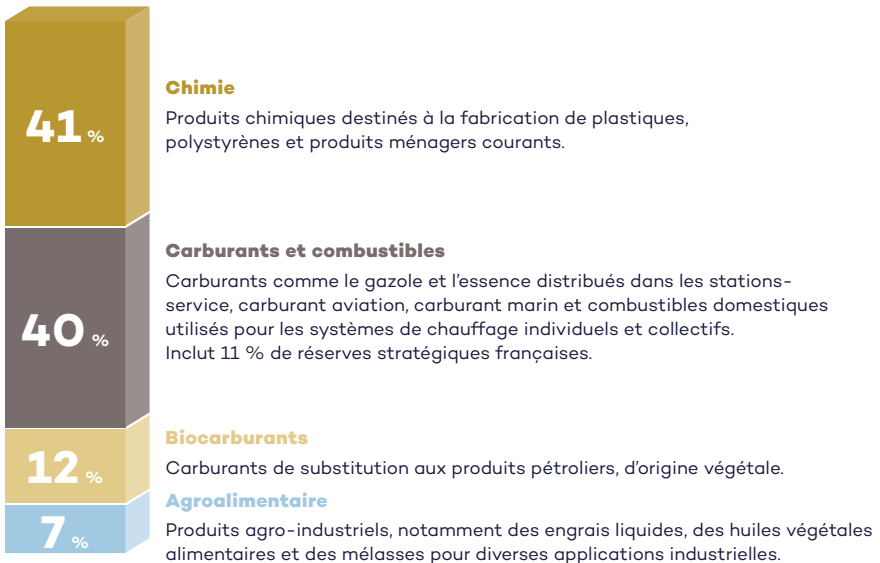 41 %
Chimie
Produits chimiques destinés à la fabrication de plastiques,
polystyrènes et produits ménagers courants.
40 %
Carburants et combustibles
Carburants comme le gazole et l'essence distribués dans les stations-
service, carburant aviation, carburant marin et combustibles domestiques
utilisés pour les systèmes de chauffage individuels et collectifs.
Inclut 11 % de réserves stratégiques françaises.
12 %
Biocarburants
Carburants de substitution aux produits pétroliers, d'origine végétale.
7 %
Agroalimentaire
Produits agro-industriels, notamment des engrais liquides, des huiles végétales
alimentaires et des mélasses pour diverses applications industrielles.